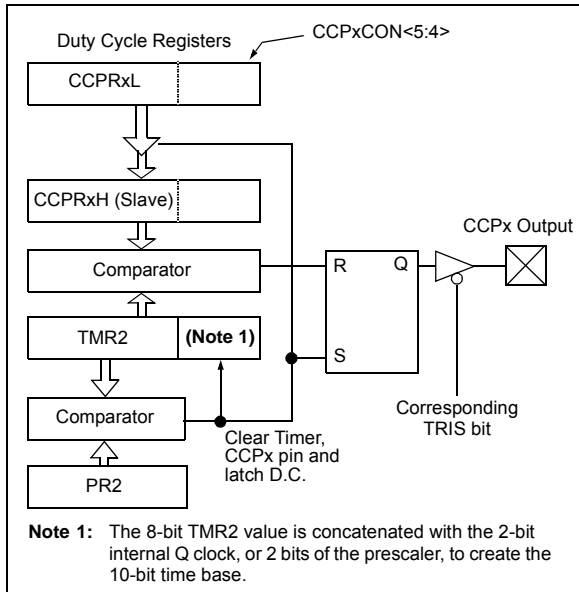 Duty Cycle Registers
CCPxCON<5:4>
CCPRxL
CCPRxH (Slave)
CCPx Output
Comparator
R
Q
TMR2
(Note 1)
S
Comparator
Corresponding
TRIS bit
Clear Timer,
CCPx pin and
latch D.C.
PR2
Note 1: The 8-bit TMR2 value is concatenated with the 2-bit
internal Q clock, or 2 bits of the prescaler, to create the
10-bit time base.